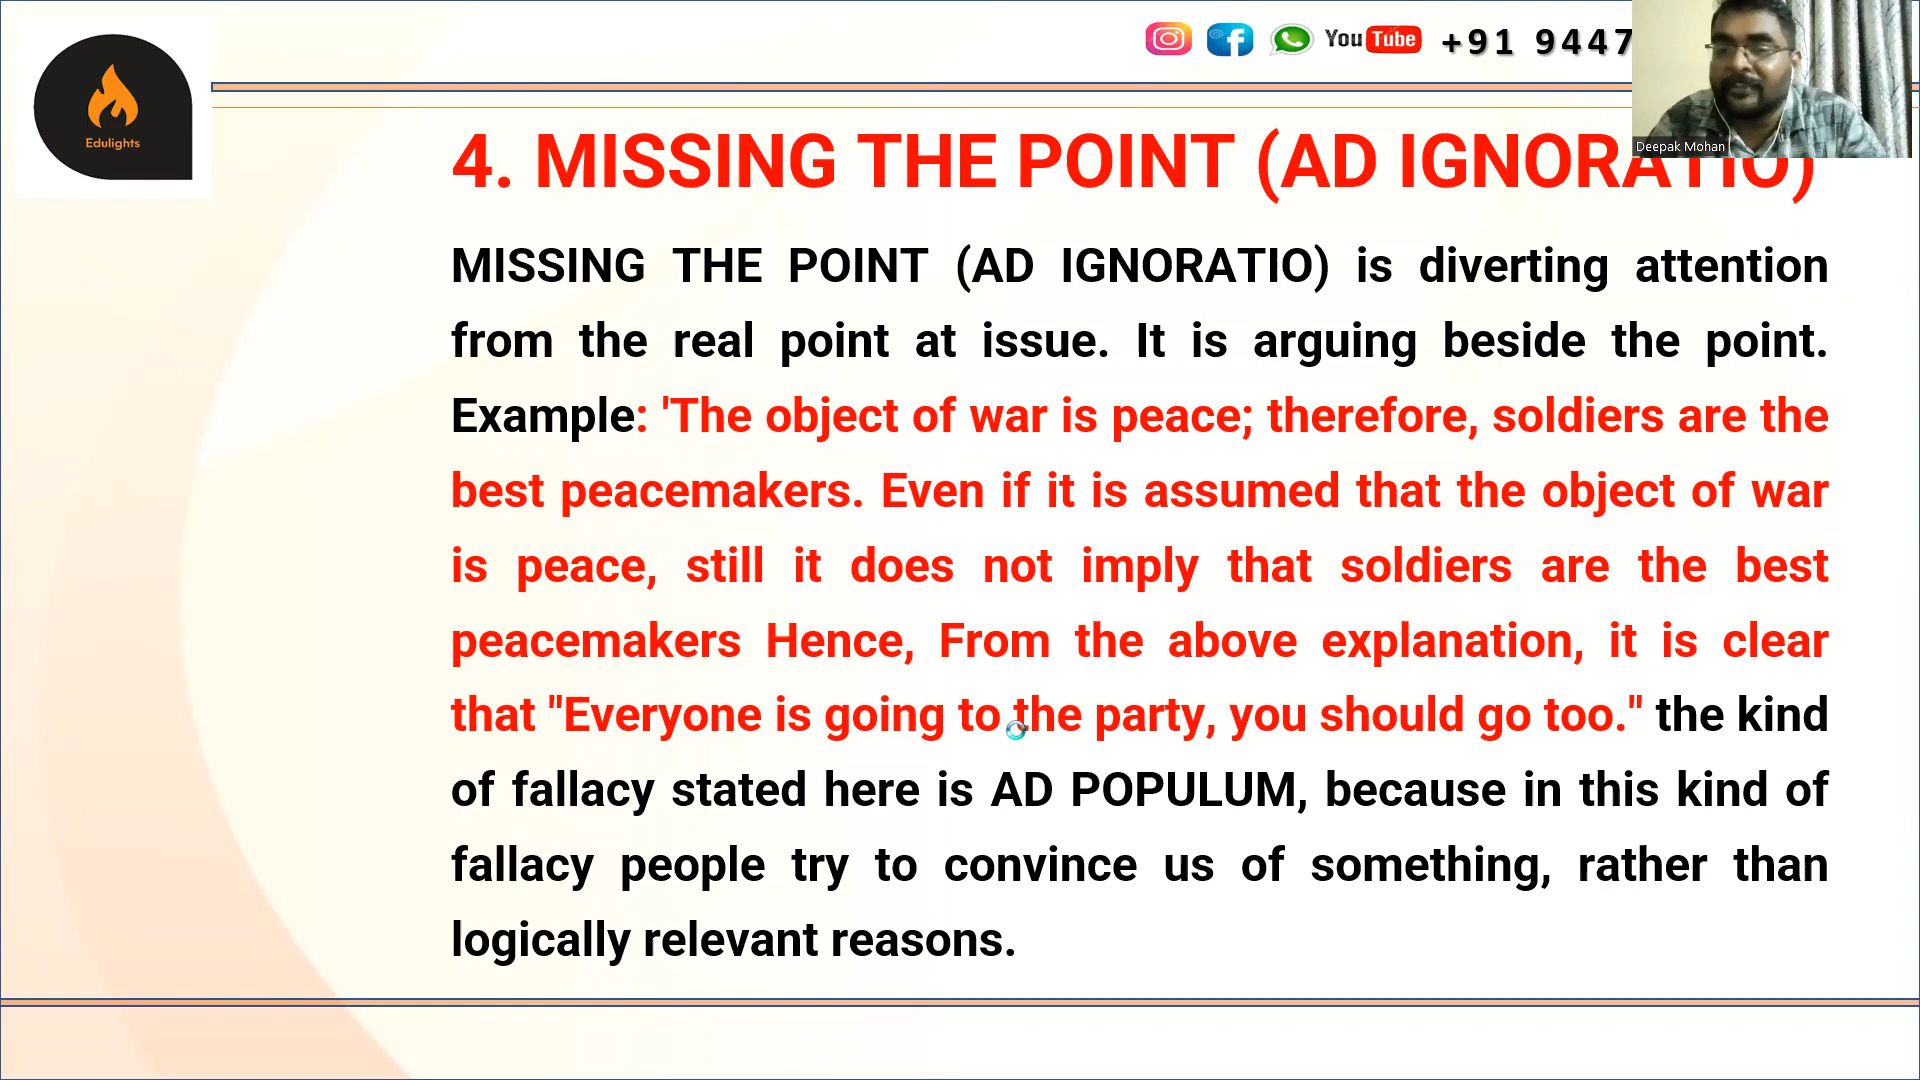 You Tube +91 9447
Edulights
Deepak Mohan
4. MISSING THE POINT (AD IGNORATIO)
MISSING THE POINT (AD IGNORATIO) is diverting attention
from the real point at issue. It is arguing beside the point.
Example: 'The object of war is peace; therefore, soldiers are the
best peacemakers. Even if it is assumed that the object of war
is peace, still it does not imply that soldiers are the best
peacemakers Hence, From the above explanation, it is clear
that "Everyone is going to the party, you should go too." the kind
of fallacy stated here is AD POPULUM, because in this kind of
fallacy people try to convince us of something, rather than
logically relevant reasons.